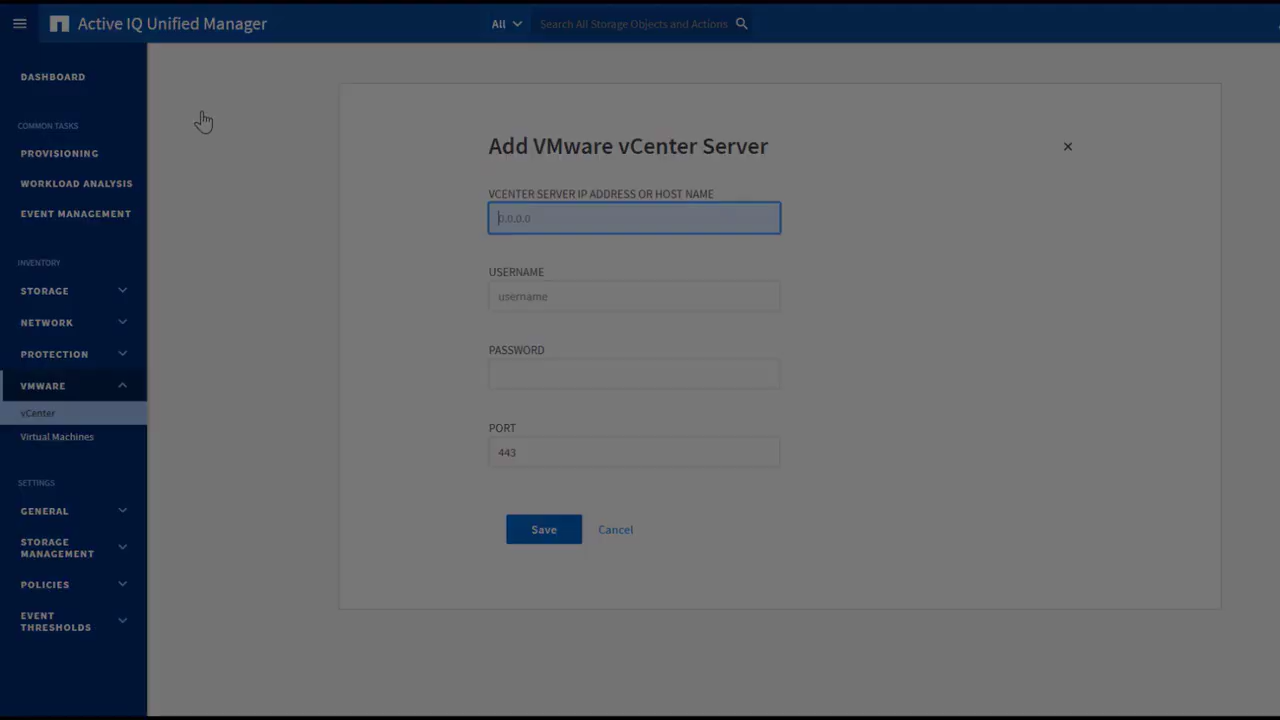 Active IQ Unified Manager
All
Search All Storage Objects and Actions
DASHBOARD
COMMON TASKS
PROVISIONING
WORKLOAD ANALYSIS
EVENT MANAGEMENT
INVENTORY
STORAGE
NETWORK
PROTECTION
VMWARE
vCenter
Virtual Machines
SETTINGS
GENERAL
STORAGE
MANAGEMENT
POLICIES
EVENT
THRESHOLDS
Add VMware vCenter Server
VCENTER SERVER IP ADDRESS OR HOST NAME
0.0.0.0
USERNAME
username
PASSWORD
PORT
443
Save
Cancel